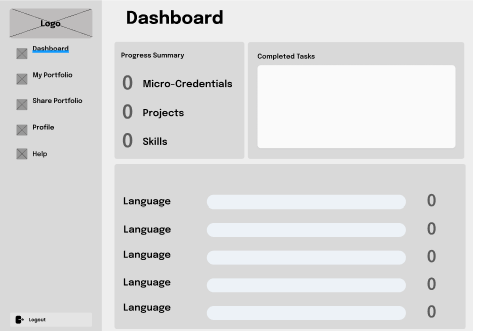 Logo
Dashboard
My Portfolio
Share Portfolio
Profile
Help
Logout
Dashboard
Progress Summary
0 Micro-Credentials
0 Projects
0 Skills
Completed Tasks
Language 0
Language 0
Language 0
Language 0
Language 0